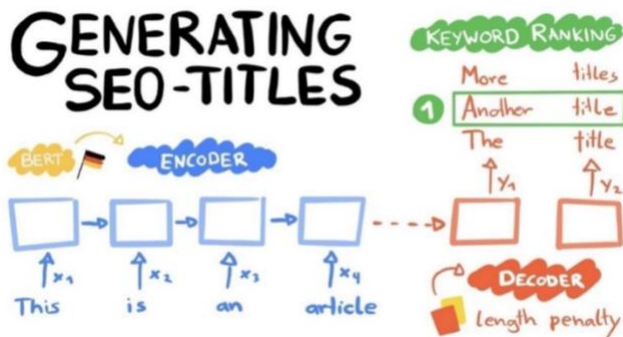 GENERATING
SEO-TITLES
KEYWORD RANKING
More titles
1 Another title
The title
BERT ENCODER
y1 y2
x1 x2 x3 x4
This is an article
DECODER
length penalty